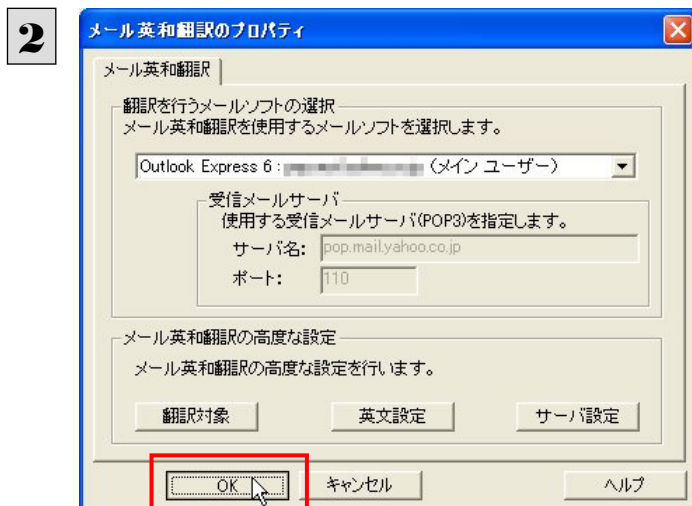 2
メール英和翻訳のプロパティ
メール英和翻訳
翻訳を行うメールソフトの選択
メール英和翻訳を使用するメールソフトを選択します。
Outlook Express 6 : (メイン ユーザー)
受信メールサーバ
使用する受信メールサーバ(POP3)を指定します。
サーバ名: pop.mail.yahoo.co.jp
ポート: 110
メール英和翻訳の高度な設定
メール英和翻訳の高度な設定を行います。
翻訳対象 英文設定 サーバ設定
OK キャンセル ヘルプ